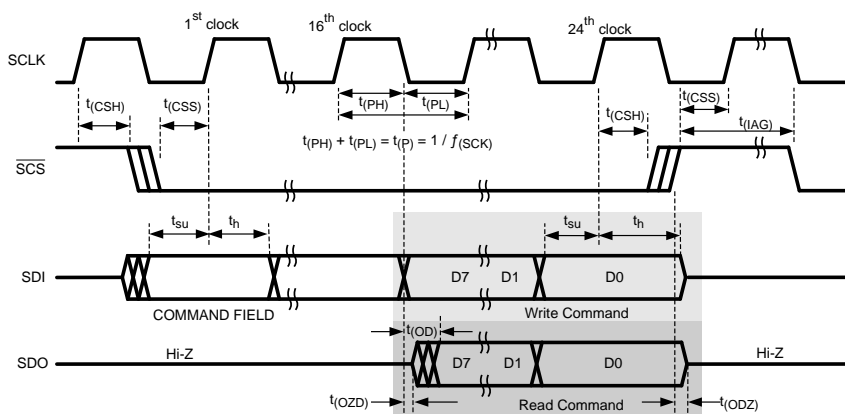 1st clock
16th clock
24th clock
SCLK
t(CSH)
t(CSS)
t(PH)
t(PL)
t(CSH)
t(CSS)
t(IAG)
t(PH) + t(PL) = t(P) = 1 / f(SCK)
SCS
tsu
th
tsu
th
SDI
D7
D1
D0
COMMAND FIELD
Write Command
t(OD)
Hi-Z
Hi-Z
SDO
D7
D1
D0
t(OZD)
Read Command
t(ODZ)